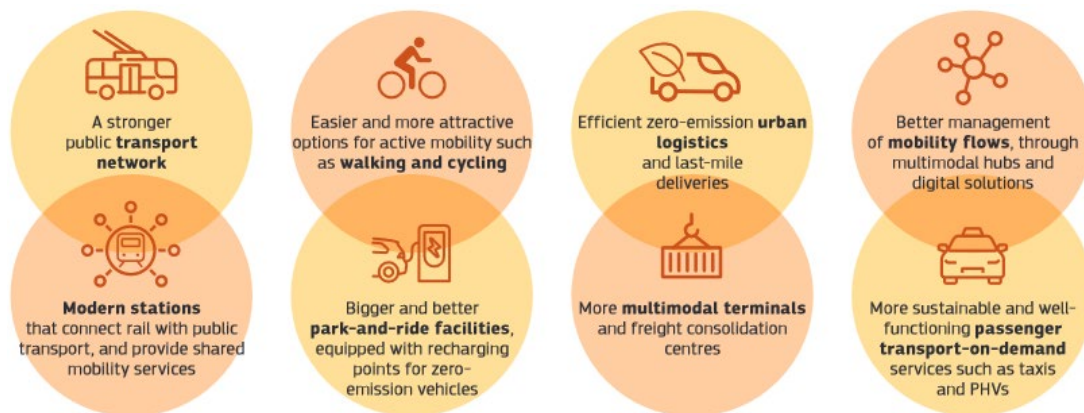 A stronger
public transport
network
Easier and more attractive
options for active mobility such
as walking and cycling
Efficient zero-emission urban
logistics
and last-mile
deliveries
Better management
of mobility flows, through
multimodal hubs and
digital solutions
Modern stations
that connect rail with public
transport, and provide shared
mobility services
Bigger and better
park-and-ride facilities,
equipped with recharging
points for zero-
emission vehicles
More multimodal terminals
and freight consolidation
centres
More sustainable and well-
functioning passenger
transport-on-demand
services such as taxis
and PHVs